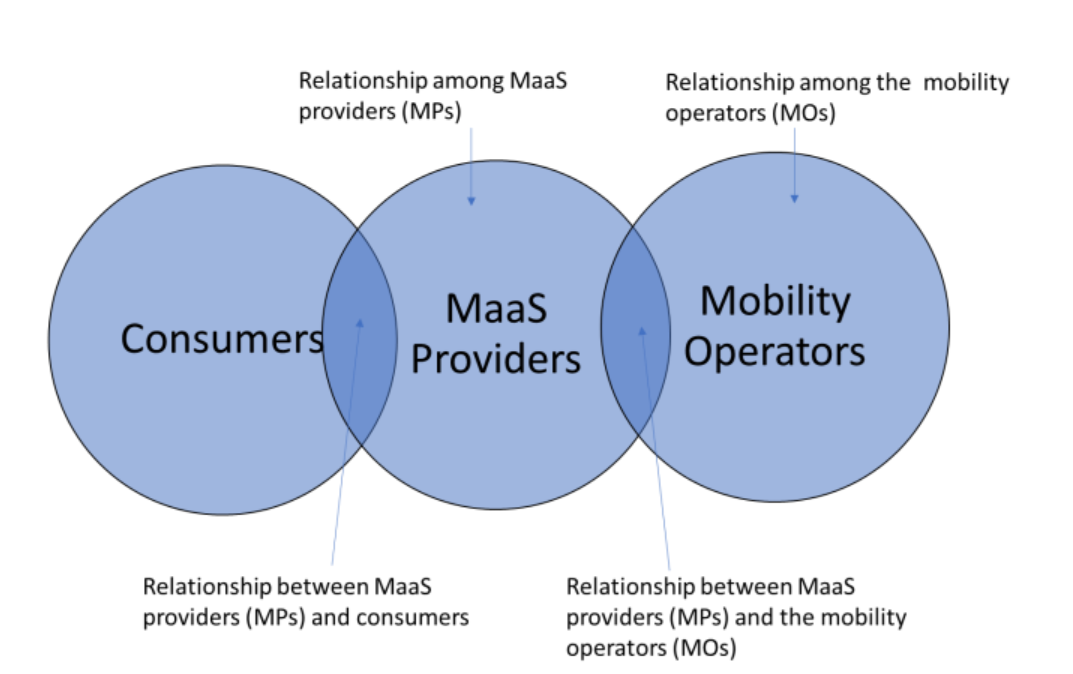 Relationship among MaaS
providers (MPs)
Relationship among the  mobility
operators (MOs)
Consumers
MaaS
Providers
Mobility
Operators
Relationship between MaaS
providers (MPs) and consumers
Relationship between MaaS
providers (MPs) and the mobility
operators (MOs)